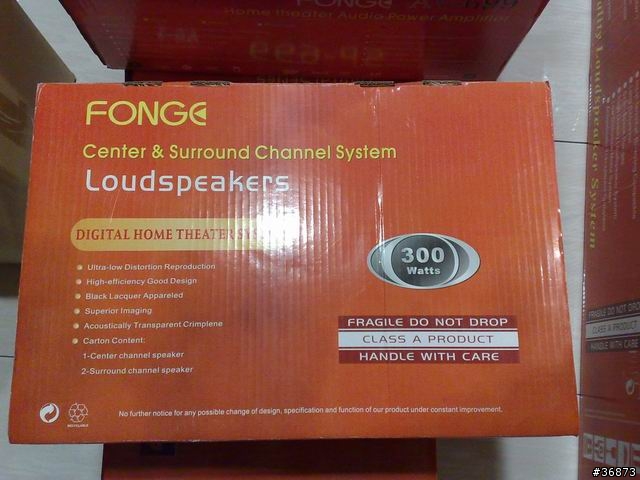 Home theater Audio Power Amplifier
FONGE
Center & Surround Channel System
Loudspeakers
DIGITAL HOME THEATER SYS
300
Watts
Ultra-low Distortion Reproduction
High-efficiency Good Design
Black Lacquer Appareled
Superior Imaging
Acoustically Transparent Crimplene
Carton Content:
1-Center channel speaker
2-Surround channel speaker
FRAGILE DO NOT DROP
CLASS A PRODUCT
HANDLE WITH CARE
RECYCLABLE
No further notice for any possible change of design, specification and function of our product under constant improvement.
Loudspeaker System
FRAGILE DO NOT DROP
CLASS A PRODUCT
HANDLE WITH CARE
#36873